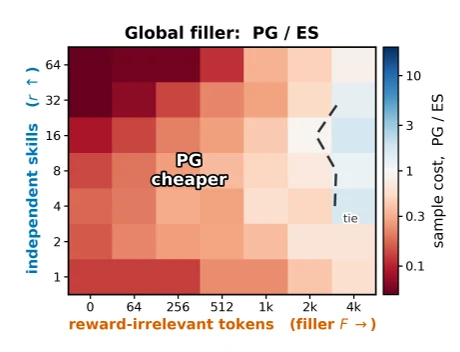 Global filler: PG / ES
independent skills (r ↑)
64
32
16
8
4
2
1
PG
cheaper
tie
0 64 256 512 1k 2k 4k
reward-irrelevant tokens (filler F →)
10
3
1
0.3
0.1
sample cost, PG / ES